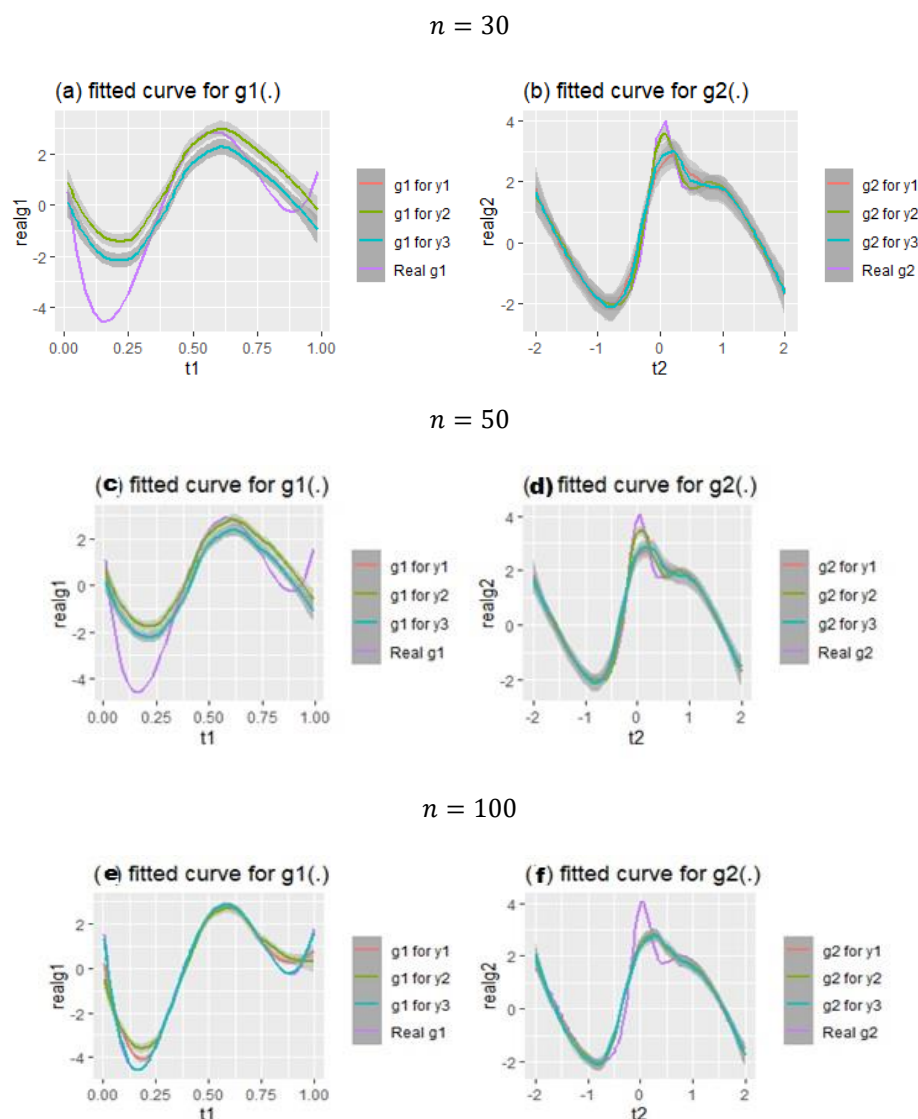 n = 30
(a) fitted curve for g1(.)
realg1
2
0
-2
-4
0.00 0.25 0.50 0.75 1.00
t1
g1 for y1
g1 for y2
g1 for y3
Real g1
(b) fitted curve for g2(.)
realg2
4
2
0
-2
-2 -1 0 1 2
t2
g2 for y1
g2 for y2
g2 for y3
Real g2
n = 50
(c) fitted curve for g1(.)
realg1
2
0
-2
-4
0.00 0.25 0.50 0.75 1.00
t1
g1 for y1
g1 for y2
g1 for y3
Real g1
d) fitted curve for g2(.)
realg2
4
2
0
-2
-2 -1 0 1 2
t2
g2 for y1
g2 for y2
g2 for y3
Real g2
n = 100
(e) fitted curve for g1(.)
realg1
2
0
-2
-4
0.00 0.25 0.50 0.75 1.00
t1
g1 for y1
g1 for y2
g1 for y3
Real g1
(f) fitted curve for g2(.)
realg2
4
2
0
-2
-2 -1 0 1 2
t2
g2 for y1
g2 for y2
g2 for y3
Real g2